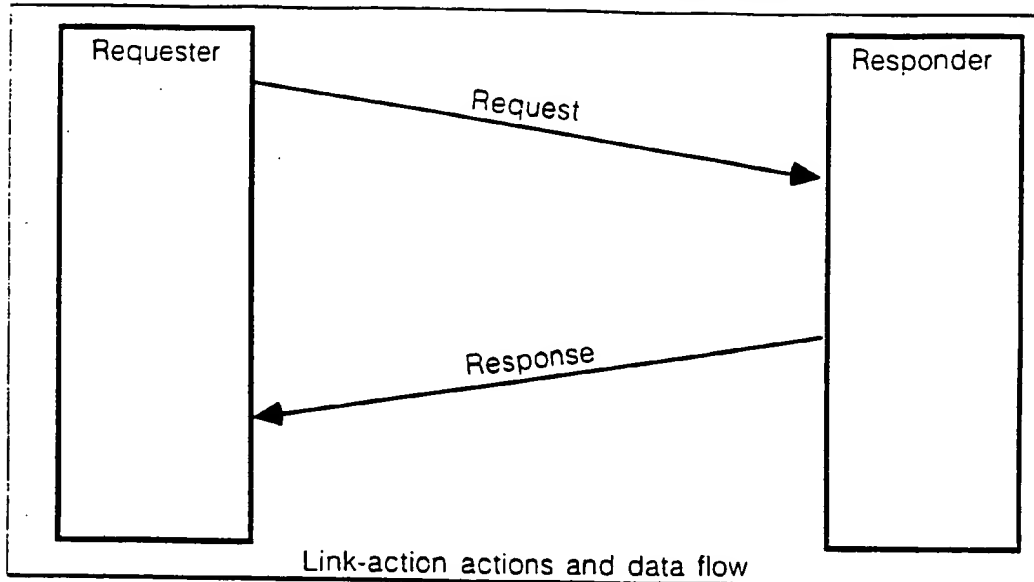 Requester
Responder
Request
Response
Link-action actions and data flow